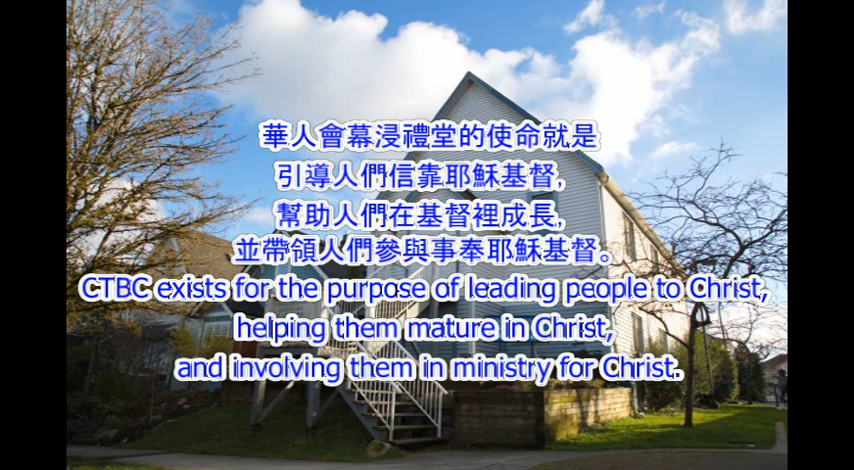 華人會幕浸禮堂的使命就是
引導人們信靠耶穌基督,
幫助人們在基督裡成長,
並帶領人們參與事奉耶穌基督。
CTBC exists for the purpose of leading people to Christ,
helping them mature in Christ,
and involving them in ministry for Christ.